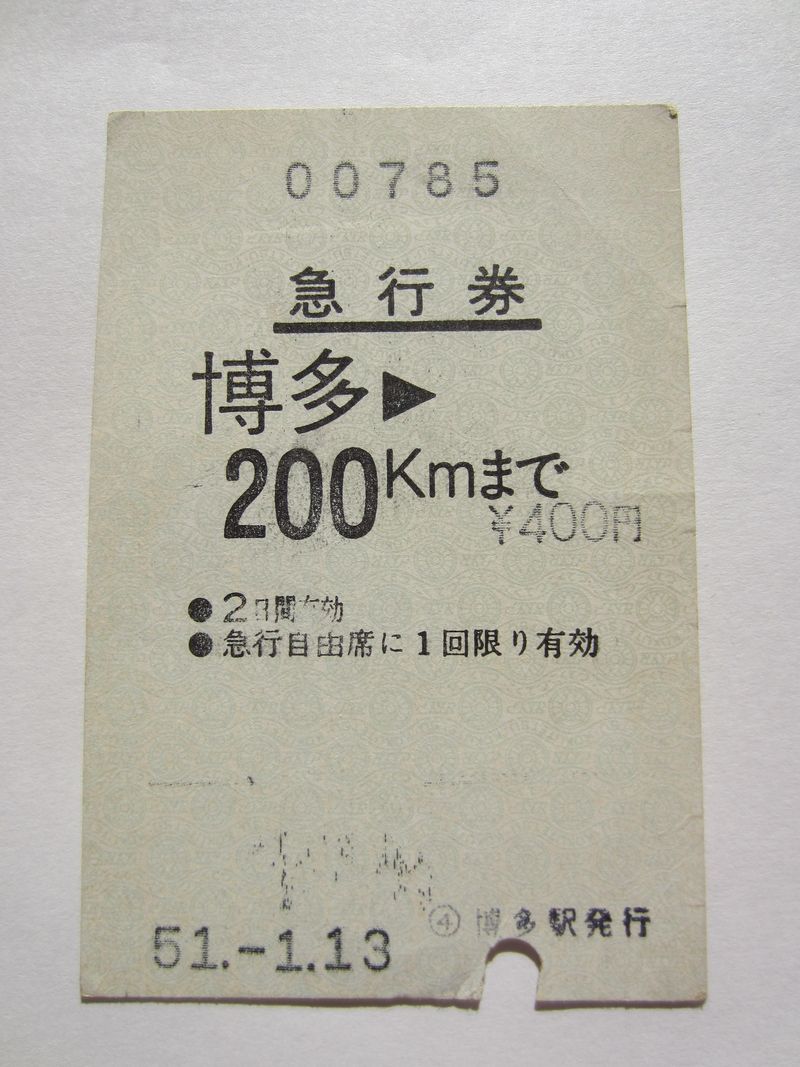 00785
急行券
博多▶
200Kmまで
¥400円
●2日間有効
●急行自由席に1回限り有効
④ 博多駅発行
51.-1.13